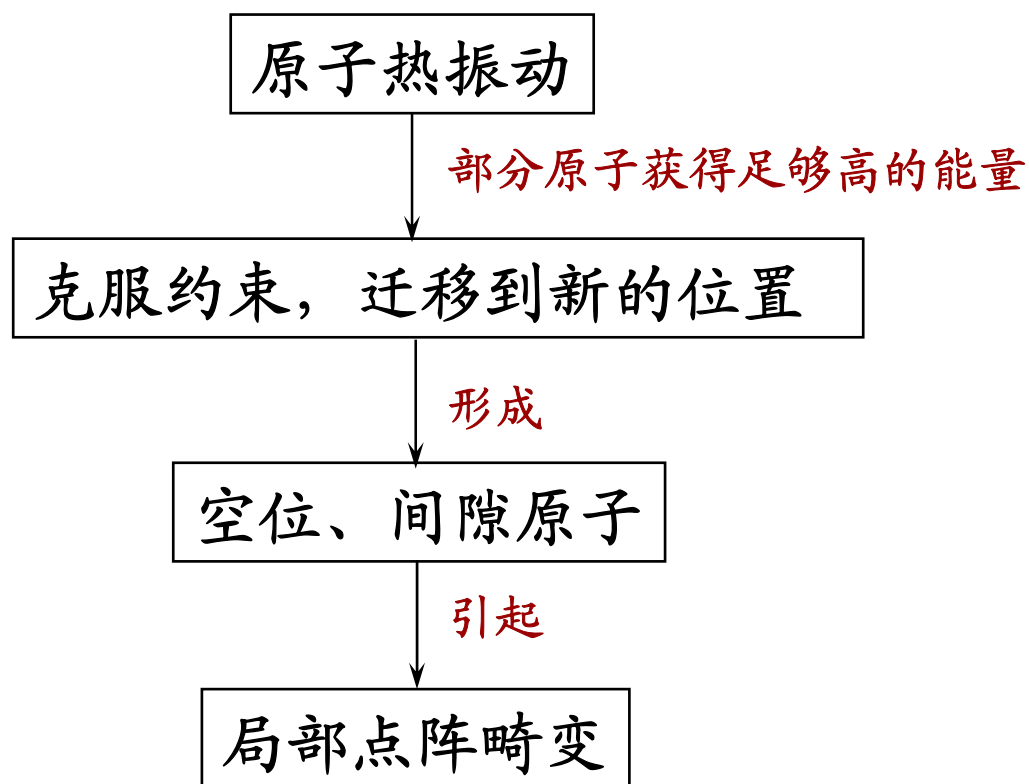 原子热振动
部分原子获得足够高的能量
克服约束，迁移到新的位置
形成
空位、间隙原子
引起
局部点阵畸变